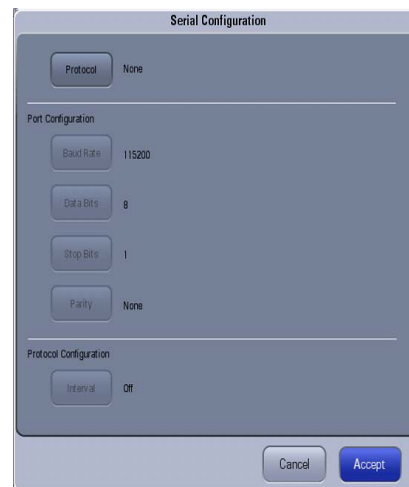 Serial Configuration
Protocol None
Port Configuration
Baud Rate 115200
Data Bits 8
Stop Bits 1
Parity None
Protocol Configuration
Interval Off
Cancel Accept